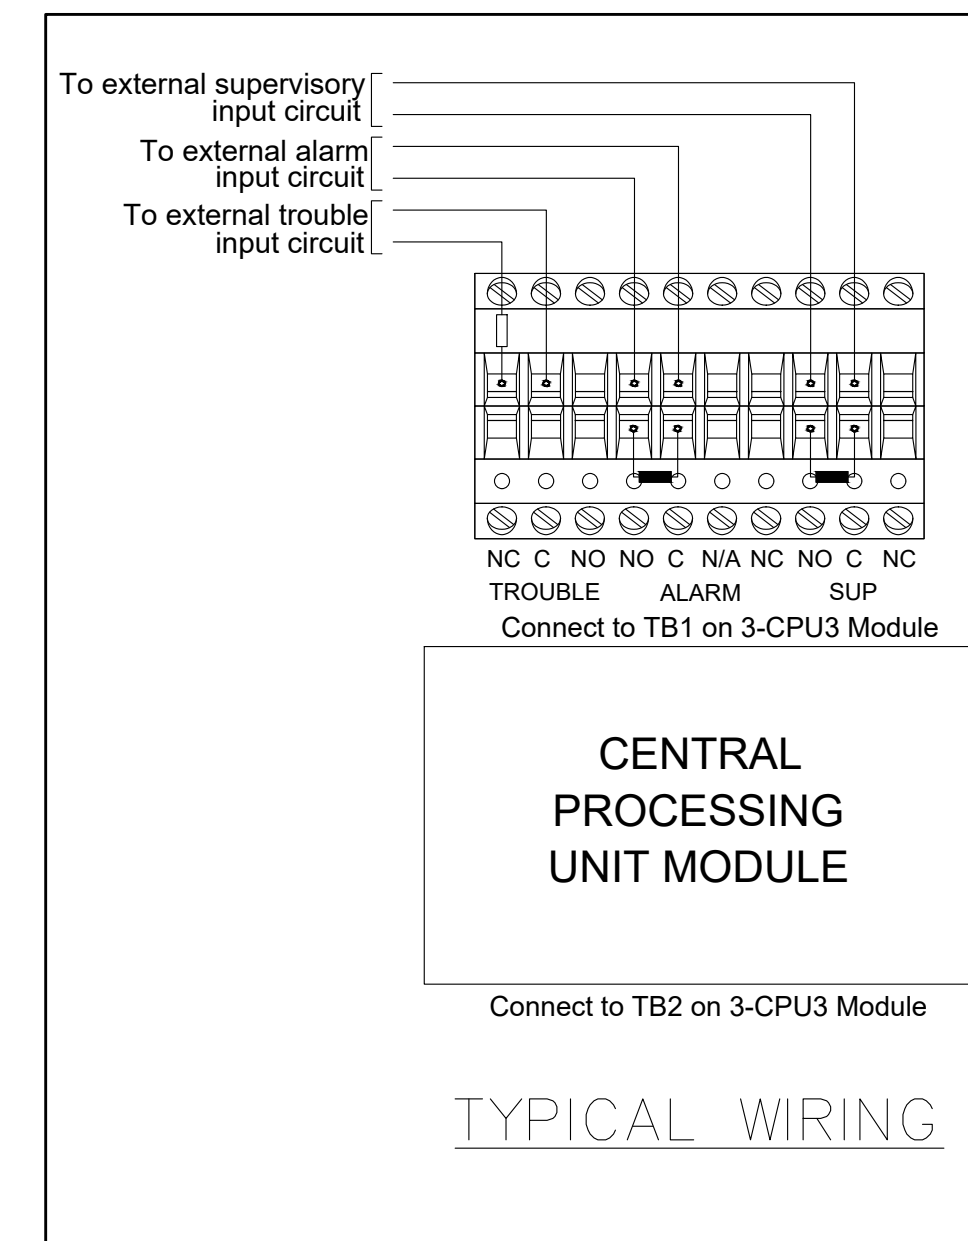 To external supervisory
input circuit
To external alarm
input circuit
To external trouble
input circuit
NC C NO NO C N/A NC NO C NC
TROUBLE ALARM SUP
Connect to TB1 on 3-CPU3 Module
CENTRAL
PROCESSING
UNIT MODULE
Connect to TB2 on 3-CPU3 Module
TYPICAL WIRING